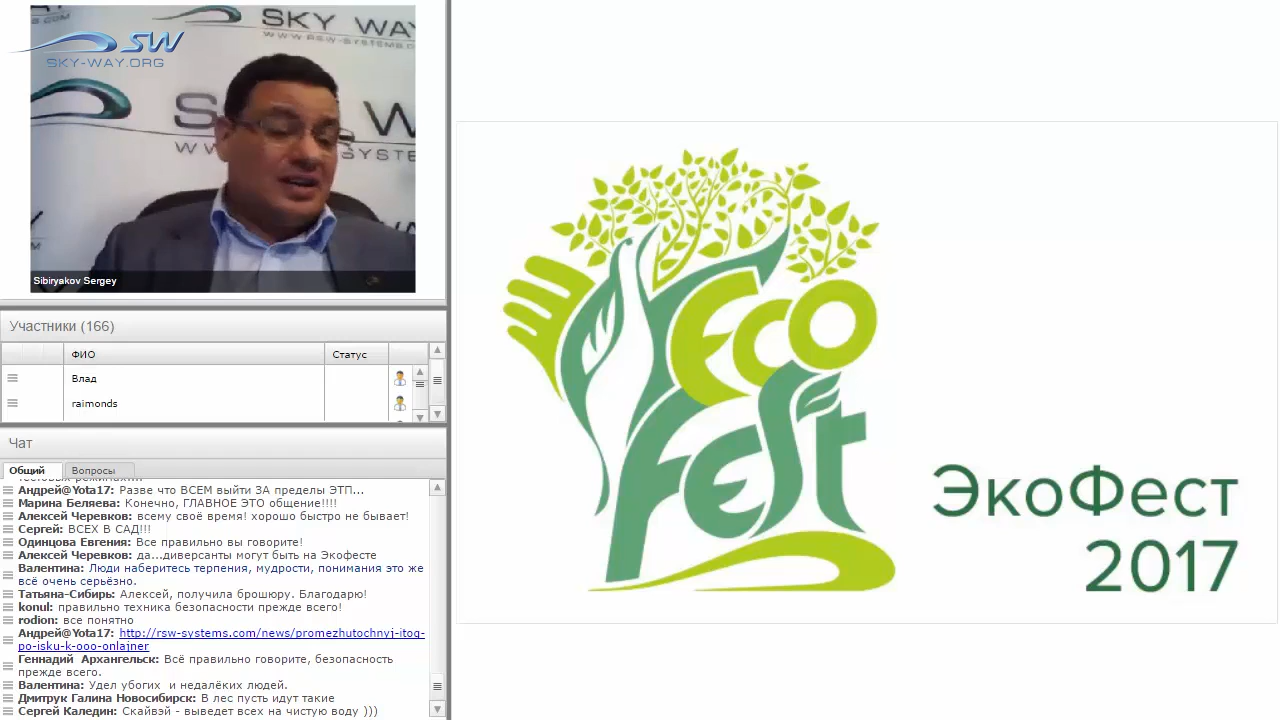 SKY WAY
WWW.RSW-SYSTEMS.COM
SW
SKY-WAY.ORG
Sibiryakov Sergey
Участники (166)
ФИО
Статус
Влад
raimonds
Чат
Общий
Вопросы
Андрей@Yota17: Разве что ВСЕМ выйти ЗА пределы ЭТП...
Марина Беляева: Конечно, ГЛАВНОЕ ЭТО общение!!!!
Алексей Черевков: всему своё время! хорошо быстро не бывает!
Сергей: ВСЕХ В САД!!!
Одинцова Евгения: Все правильно вы говорите!
Алексей Черевков: да...диверсанты могут быть на Экофесте
Валентина: Люди наберитесь терпения, мудрости, понимания это же
всё очень серьёзно.
Татьяна-Сибирь: Алексей, получила брошюру. Благодарю!
konul: правильно техника безопасности прежде всего!
rodion: все понятно
Андрей@Yota17: http://rsw-systems.com/news/promezhutochnyj-itog-
po-isku-k-ooo-onlajner
Геннадий Архангельск: Всё правильно говорите, безопасность
прежде всего.
Валентина: Удел убогих и недалёких людей.
Дмитрук Галина Новосибирск: В лес пусть идут такие
Сергей Каледин: Скайвэй - выведет всех на чистую воду )))
Eco
Fest
ЭкоФест
2017